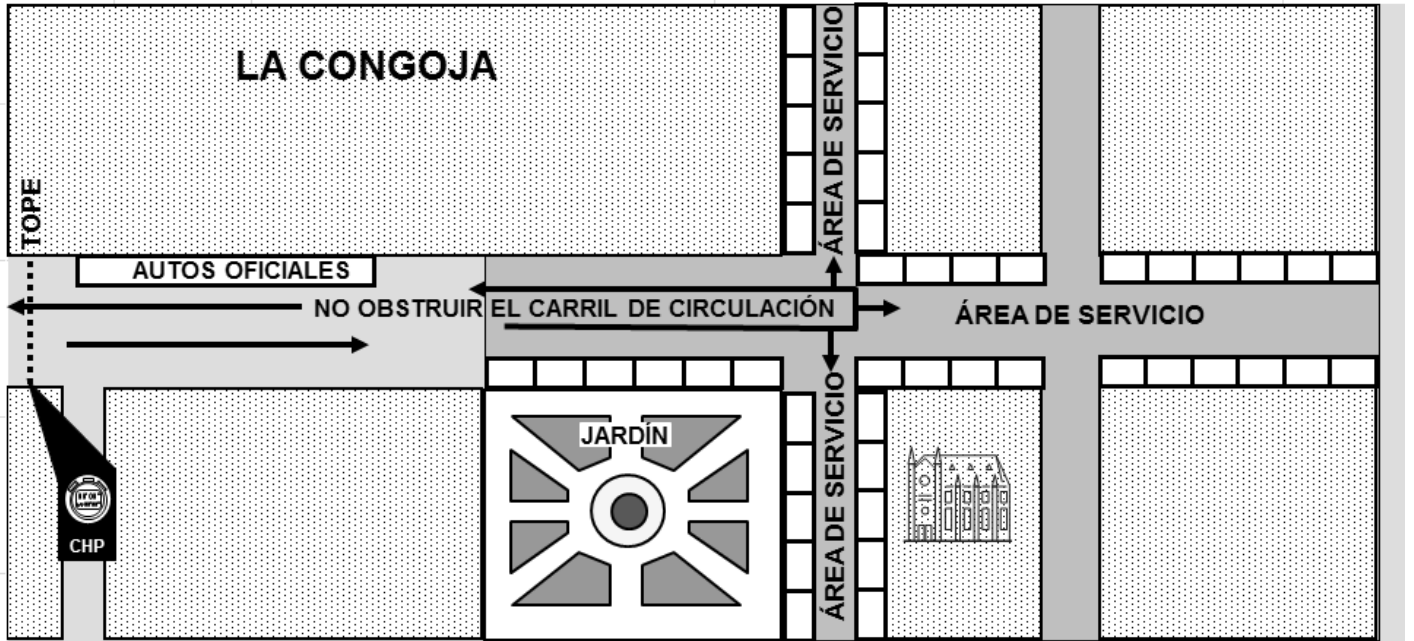 LA CONGOJA
ÁREA DE SERVICIO
TOPE
AUTOS OFICIALES
NO OBSTRUIR EL CARRIL DE CIRCULACIÓN
ÁREA DE SERVICIO
JARDÍN
ÁREA DE SERVICIO
CHP